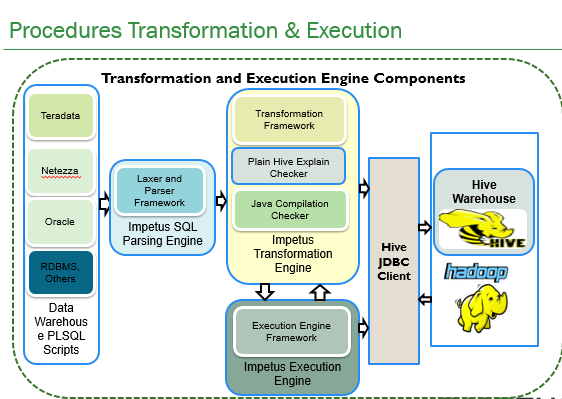 Procedures Transformation & Execution
Transformation and Execution Engine Components
Teradata
Netezza
Oracle
RDBMS,
Others
Data
Warehous
e PLSQL
Scripts
Laxer and
Parser
Framework
Impetus SQL
Parsing Engine
Transformation
Framework
Plain Hive Explain
Checker
Java Compilation
Checker
Impetus
Transformation
Engine
Execution Engine
Framework
Impetus Execution
Engine
Hive
JDBC
Client
Hive
Warehouse
HIVE
hadoop